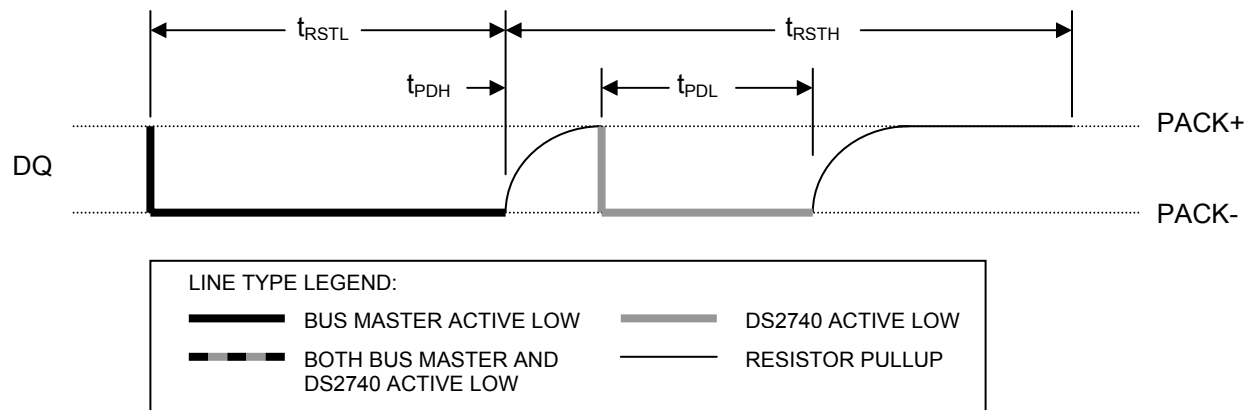 tRSTL
tRSTH
tPDH
tPDL
PACK+
DQ
PACK-
LINE TYPE LEGEND:
BUS MASTER ACTIVE LOW
DS2740 ACTIVE LOW
BOTH BUS MASTER AND
DS2740 ACTIVE LOW
RESISTOR PULLUP